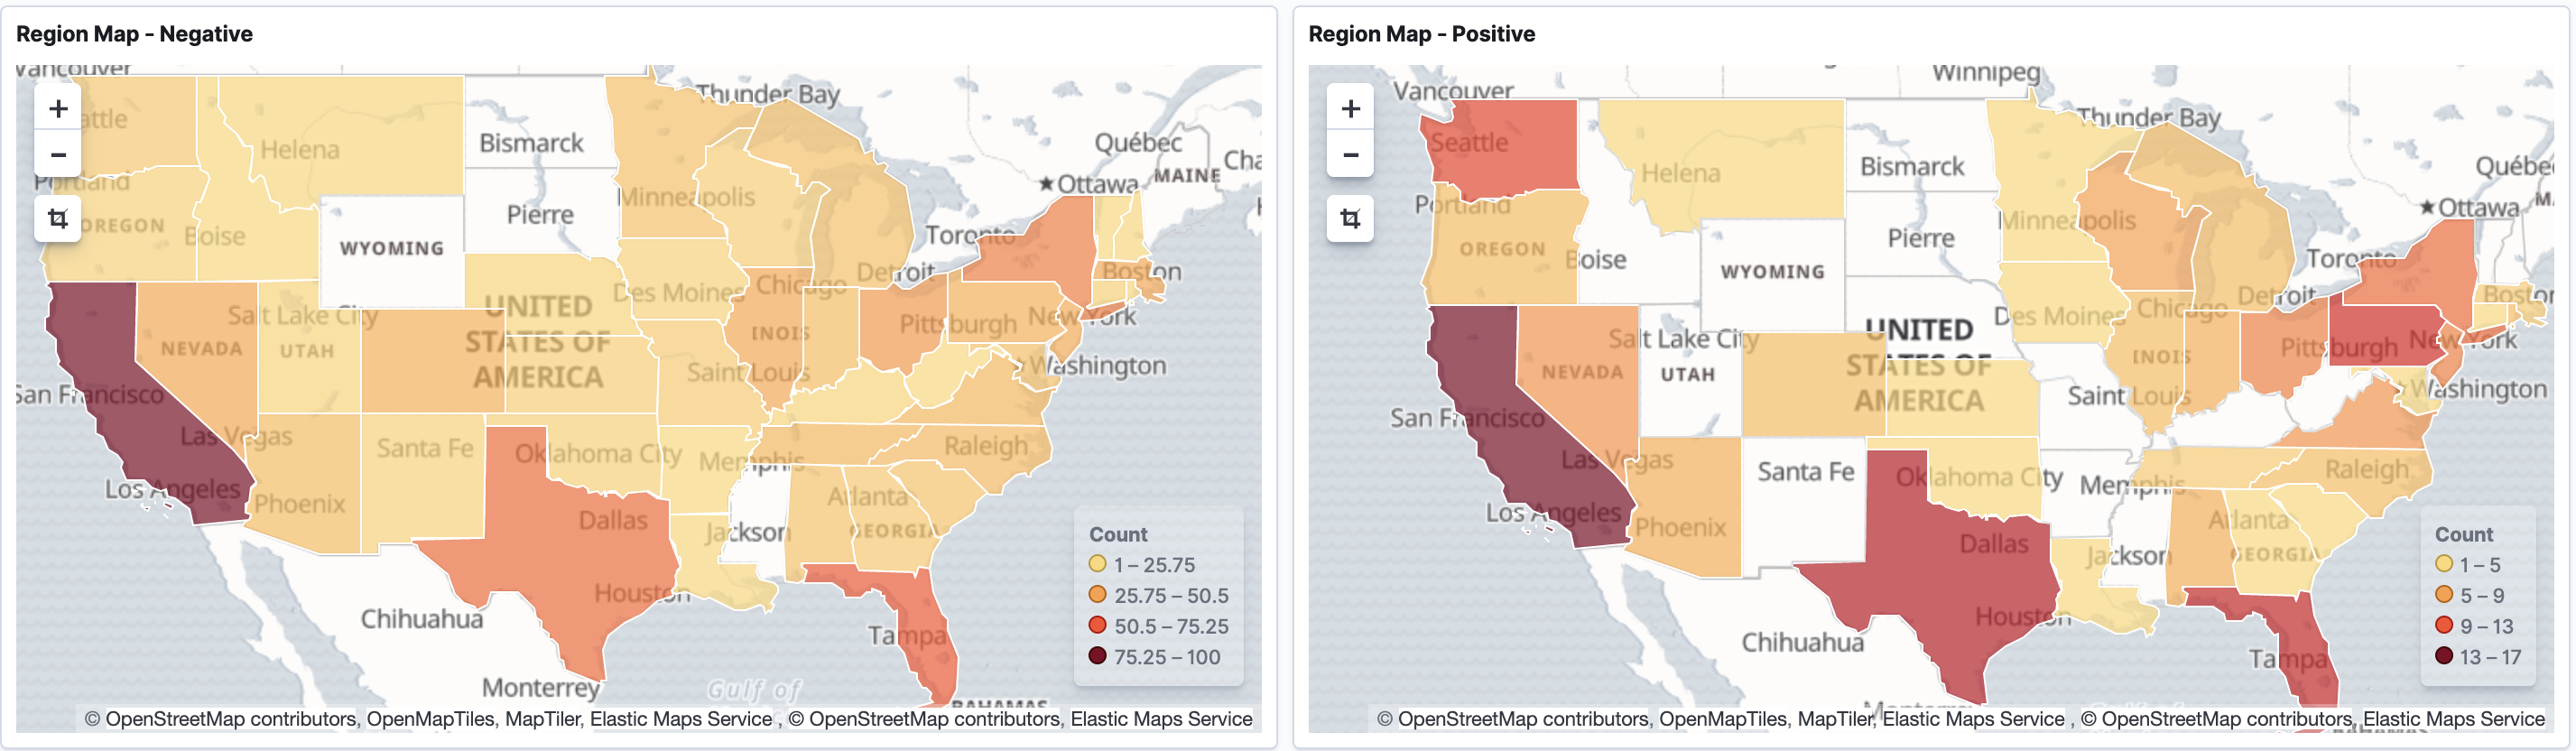 Region Map - Negative
Vancouver
Thunder Bay
+
attle
Helena
Bismarck
Québec
−
Cha
MAINE
Ottawa
Portland
Minneapolis
Pierre
OREGON
Boise
WYOMING
Toronto
Detroit
Boston
Chicago
Des Moines
UNITED
STATES OF
AMERICA
Salt Lake City
Pittsburgh
New York
NEVADA
UTAH
INOIS
Saint Louis
Washington
San Francisco
Las Vegas
Santa Fe
Oklahoma City
Memphis
Raleigh
Los Angeles
Phoenix
Atlanta
Dallas
Jackson
GEORGIA
Houston
Chihuahua
Tampa
Monterrey
Gulf of
BAHAMAS
Count
1 – 25.75
25.75 – 50.5
50.5 – 75.25
75.25 – 100
© OpenStreetMap contributors, OpenMapTiles, MapTiler, Elastic Maps Service , © OpenStreetMap contributors, Elastic Maps Service
Region Map - Positive
Winnipeg
Vancouver
+
Thunder Bay
Seattle
−
Helena
Bismarck
Québe
M
Portland
Ottawa
Minneapolis
Pierre
OREGON
Boise
WYOMING
Toronto
Detroit
Boston
Chicago
Des Moines
UNITED
STATES OF
AMERICA
Salt Lake City
Pittsburgh
New York
NEVADA
UTAH
INOIS
Saint Louis
Washington
San Francisco
Las Vegas
Santa Fe
Oklahoma City
Memphis
Raleigh
Los Angeles
Phoenix
Atlanta
Dallas
Jackson
GEORGIA
Houston
Chihuahua
Tampa
Monterrey
BAHAMAS
Count
1 – 5
5 – 9
9 – 13
13 – 17
© OpenStreetMap contributors, OpenMapTiles, MapTiler, Elastic Maps Service , © OpenStreetMap contributors, Elastic Maps Service